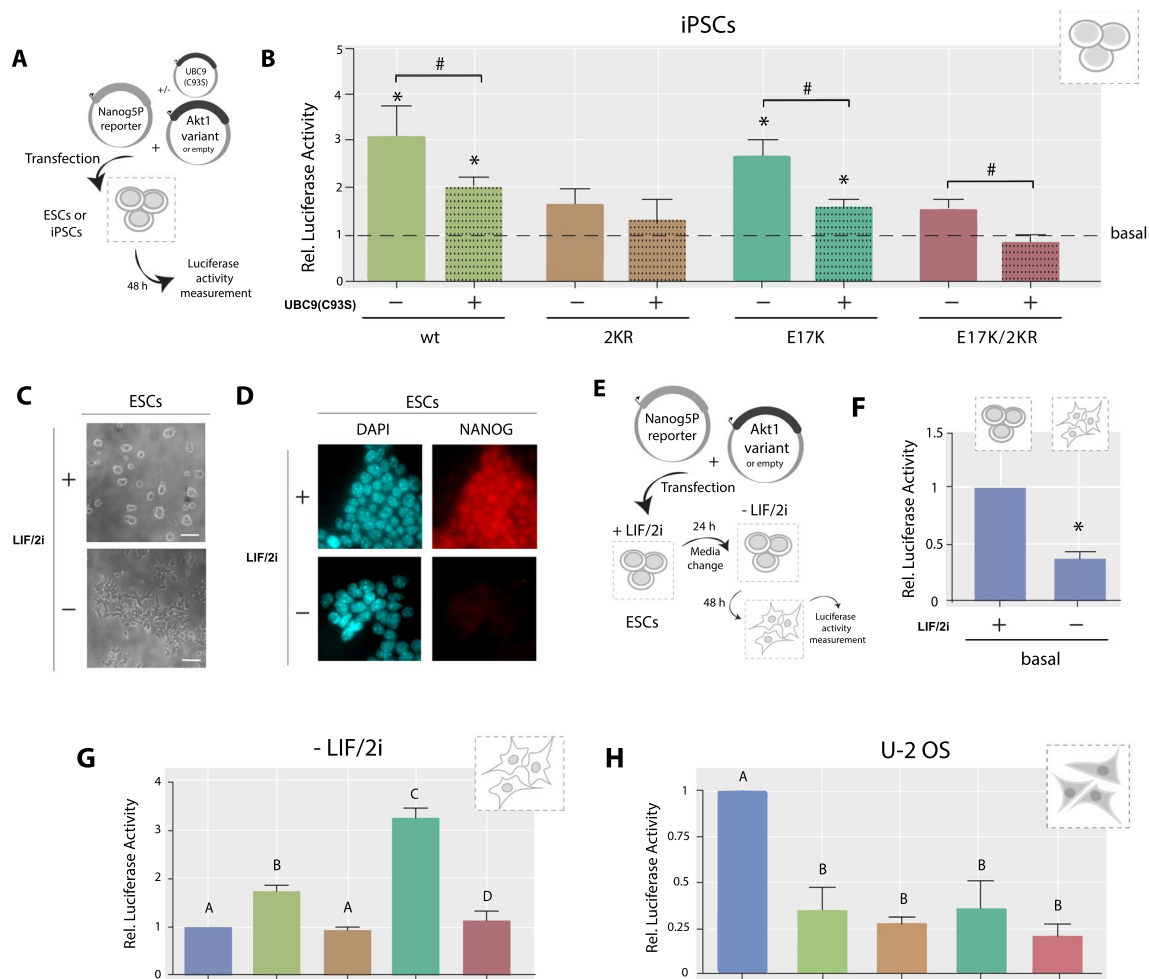 A
UBC9
(C93S)
+/-
Nanog5P
reporter
Akt1
variant
or empty
+
Transfection
ESCs or
iPSCs
48 h
Luciferase
activity
measurement
B
iPSCs
Rel. Luciferase Activity
5
4
3
2
1
0
#
*
*
#
*
*
#
basal
UBC9(C93S)
− + − + − + − +
wt 2KR E17K E17K/2KR
C
ESCs
LIF/2i
+
−
D
ESCs
DAPI NANOG
LIF/2i
+
−
E
Nanog5P
reporter
+
Akt1
variant
or empty
Transfection
+ LIF/2i
24 h
Media
change
- LIF/2i
ESCs
48 h
Luciferase
activity
measurement
F
Rel. Luciferase Activity
1.5
1
0.5
0
*
LIF/2i + −
basal
G
- LIF/2i
Rel. Luciferase Activity
4
3
2
1
0
A B A C D
H
U-2 OS
Rel. Luciferase Activity
1
0.75
0.5
0.25
0
A B B B B